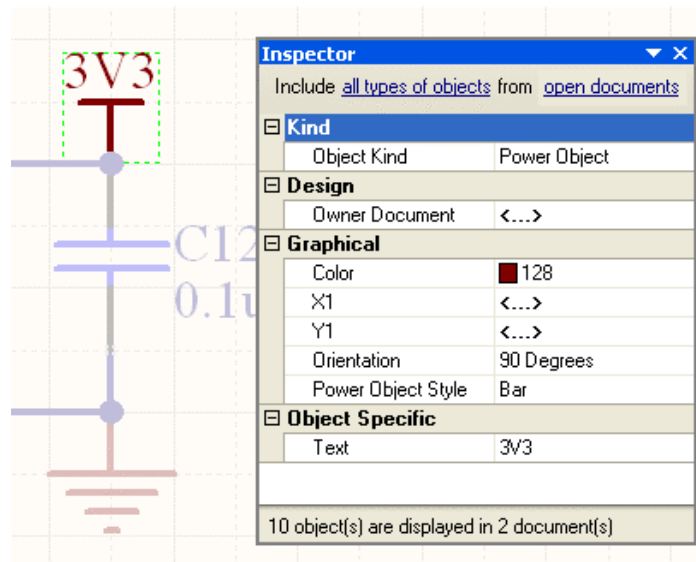 3V3
C12
0.1u
Inspector
Include all types of objects from open documents
Kind
Object Kind Power Object
Design
Owner Document <...>
Graphical
Color 128
X1 <...>
Y1 <...>
Orientation 90 Degrees
Power Object Style Bar
Object Specific
Text 3V3
10 object(s) are displayed in 2 document(s)